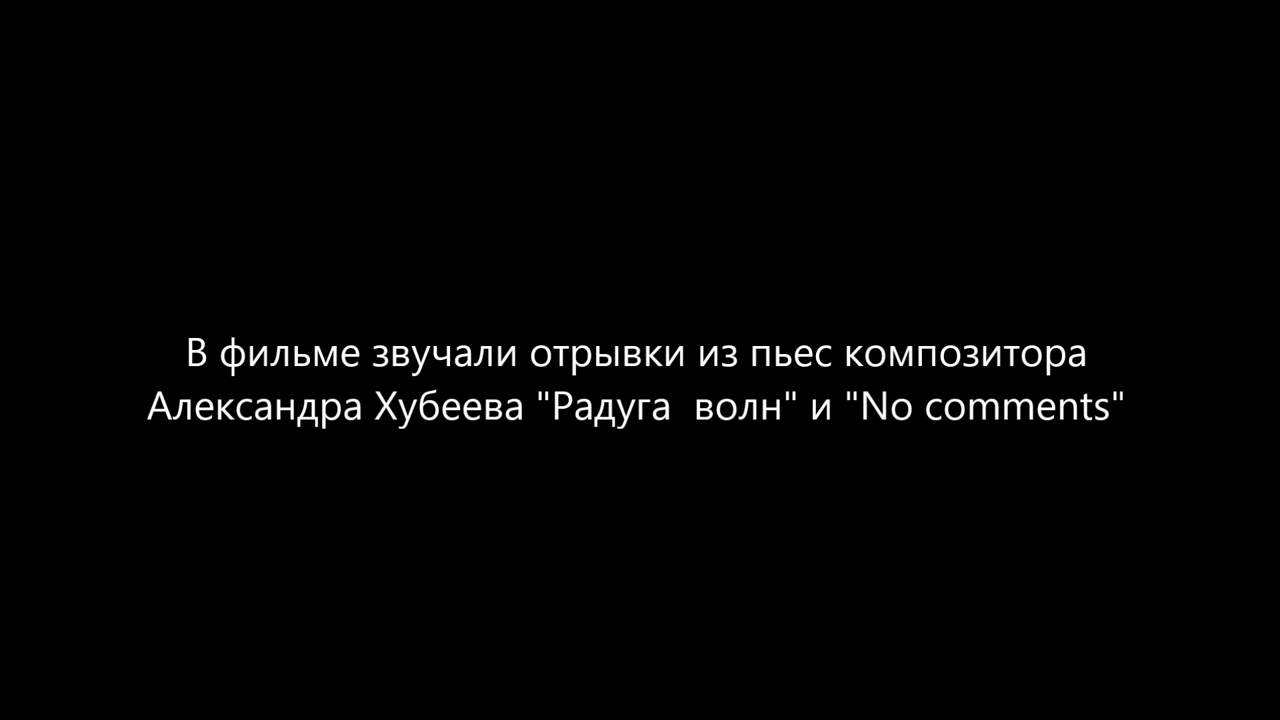 В фильме звучали отрывки из пьес композитора
Александра Хубеева "Радуга  волн" и "No comments"